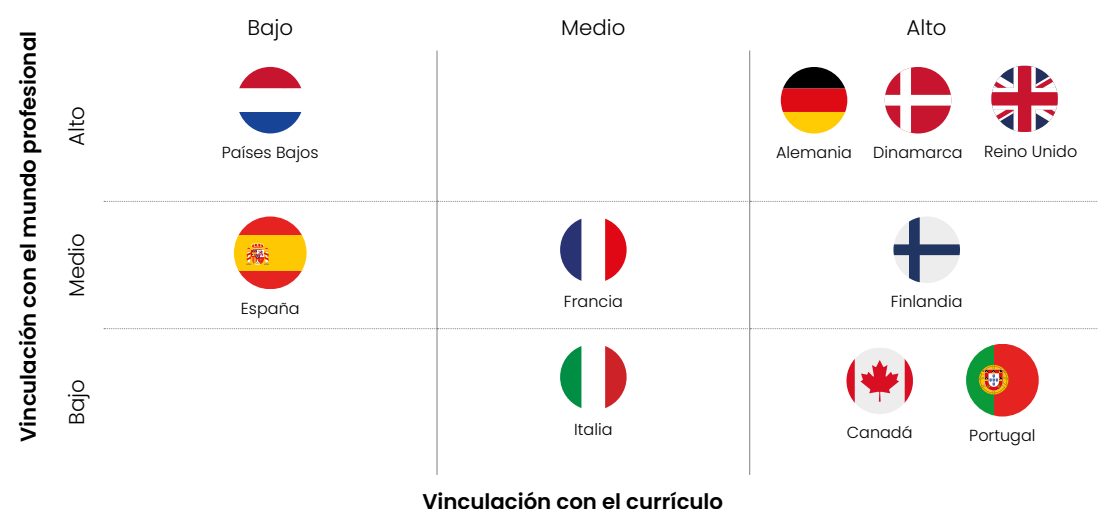 Bajo Medio Alto
Vinculación con el mundo profesional
Alto
Países Bajos
Alemania Dinamarca Reino Unido
Medio
España
Francia
Finlandia
Bajo
Italia
Canadá
Portugal
Vinculación con el currículo